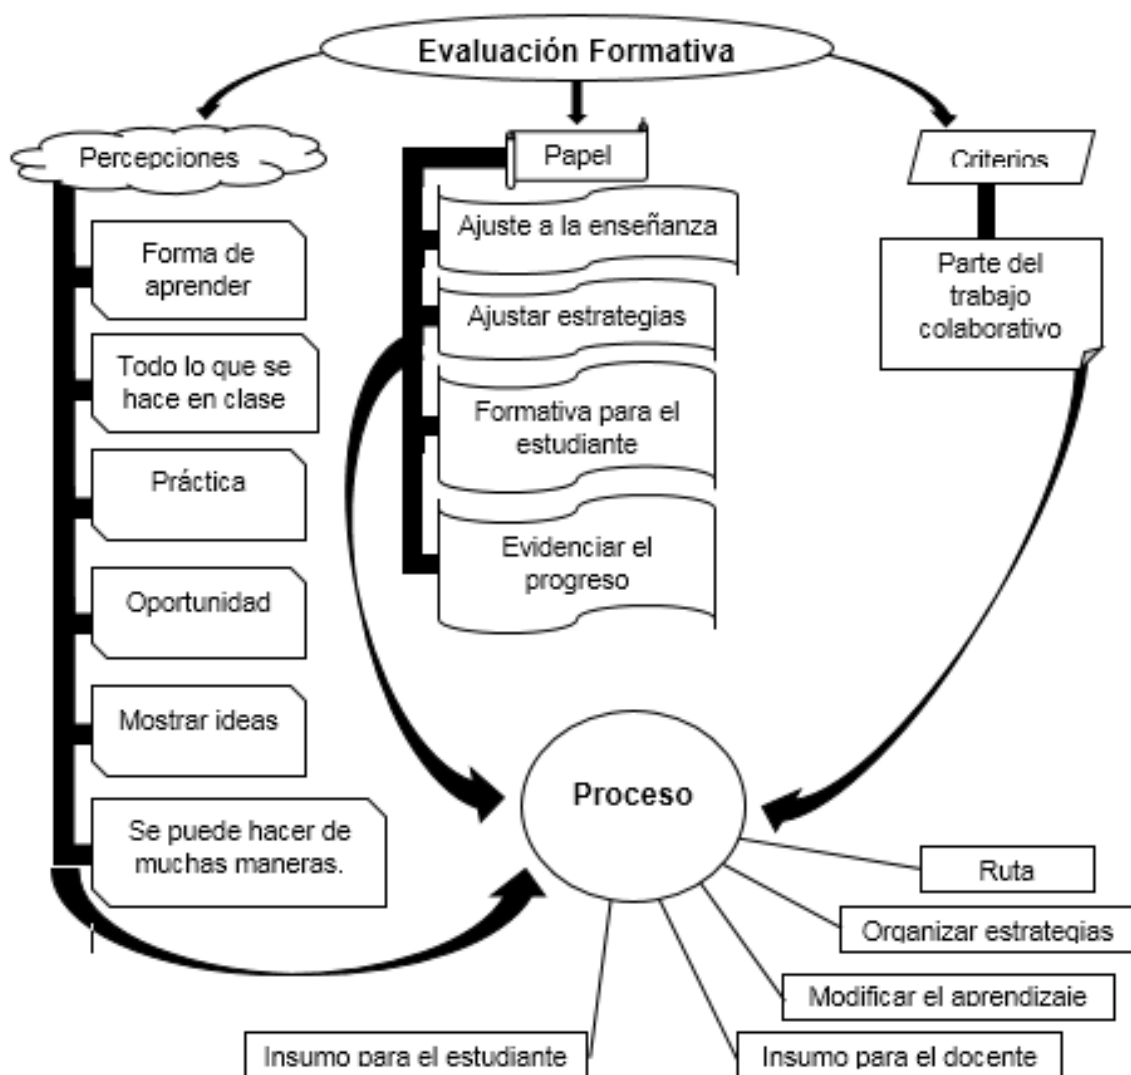 Evaluación Formativa
Percepciones
Forma de
aprender
Todo lo que se
hace en clase
Práctica
Oportunidad
Mostrar ideas
Se puede hacer de
muchas maneras.
Papel
Ajuste a la enseñanza
Ajustar estrategias
Formativa para el
estudiante
Evidenciar el
progreso
Criterios
Parte del
trabajo
colaborativo
Proceso
Ruta
Organizar estrategias
Modificar el aprendizaje
Insumo para el docente
Insumo para el estudiante